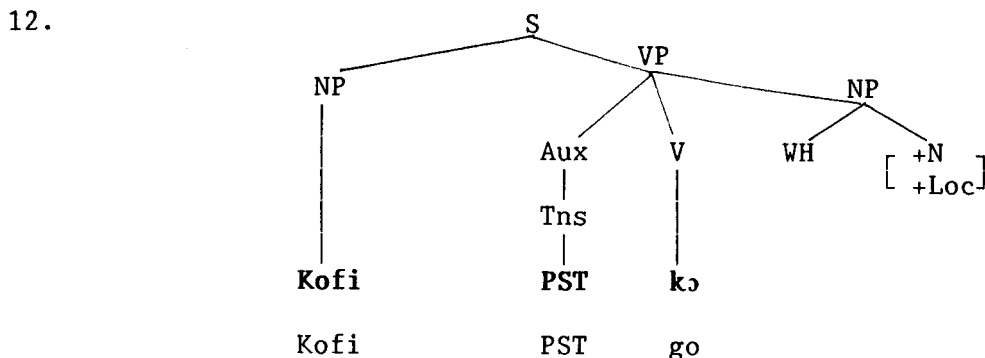 12.
S
VP
NP NP
Aux V WH [ +N
+Loc ]
Tns
Kofi PST kɔ
Kofi PST go